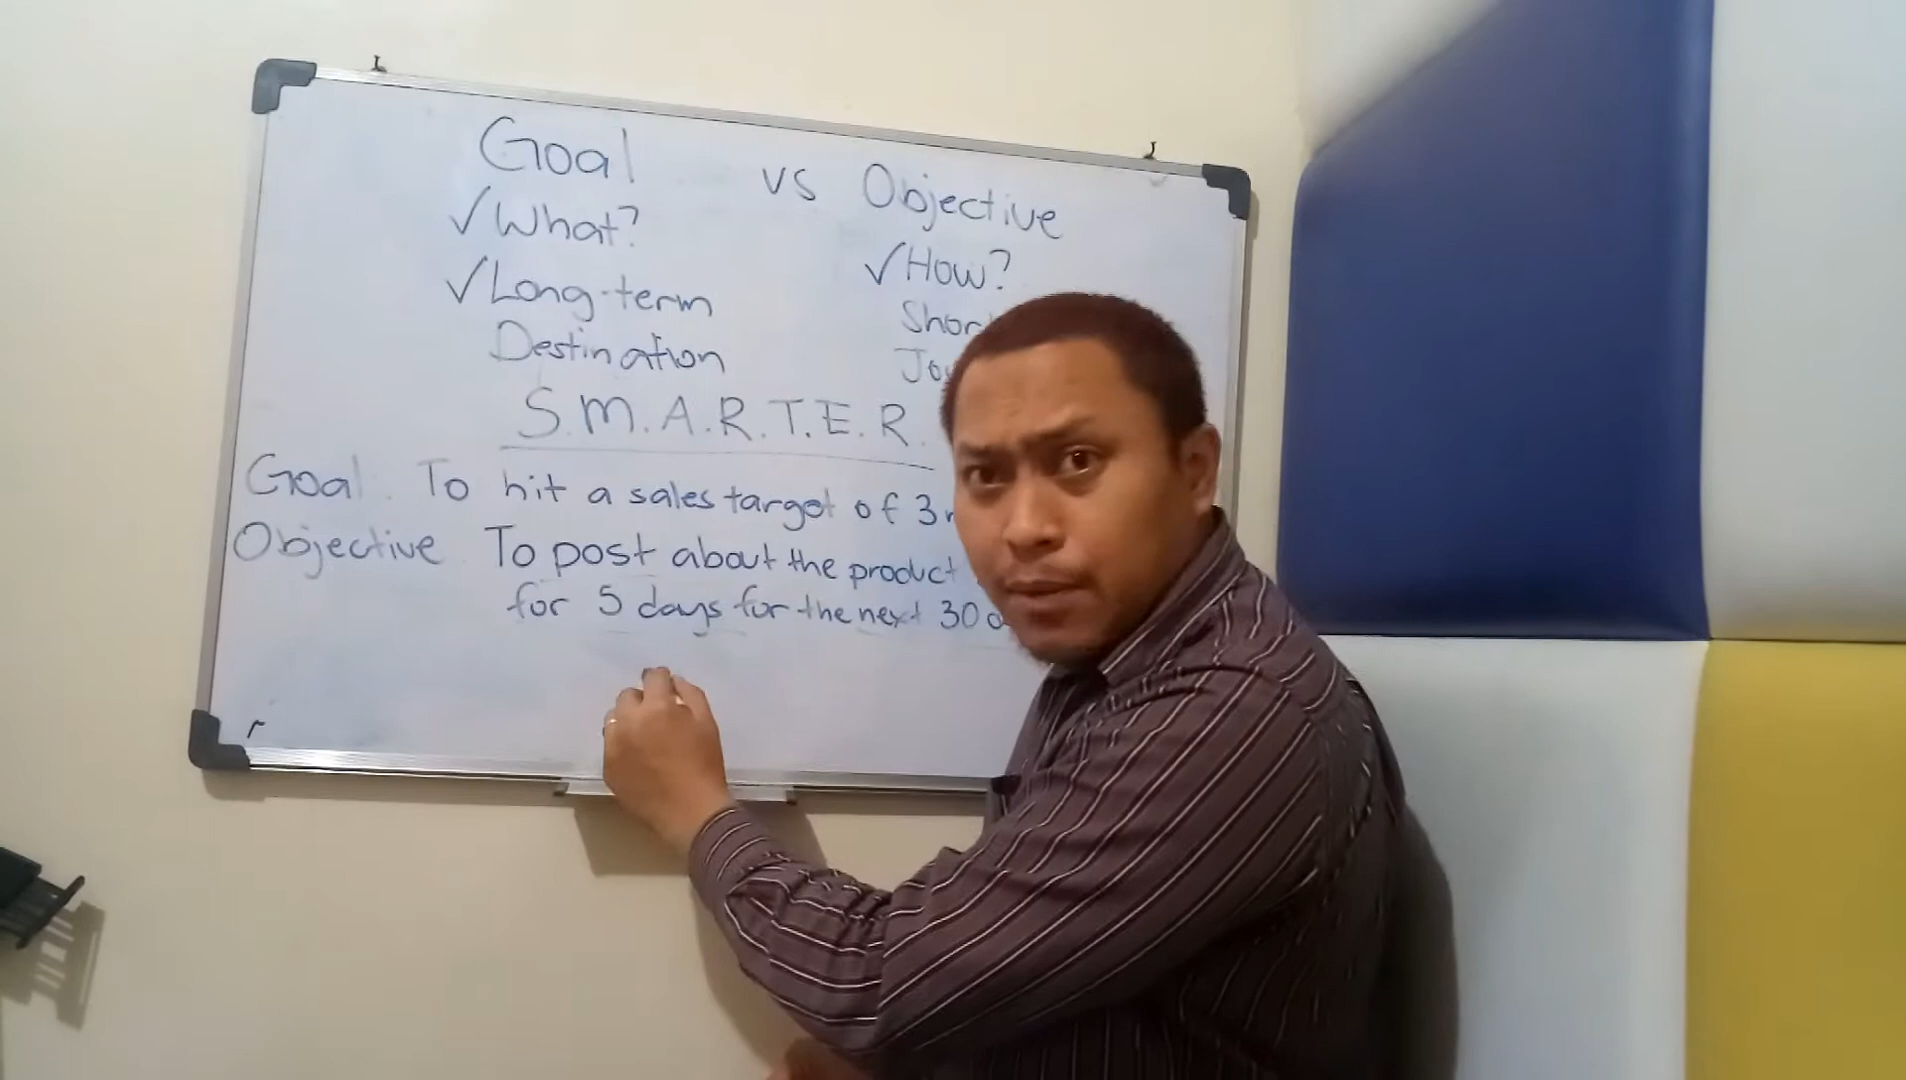 Goal vs Objective
✓What?
✓How?
✓Long-term
Destination
S.M.A.R.T.E.R.
Goal. To hit a sales target of 3
Objective. To post about the product
for 5 days for the next 30